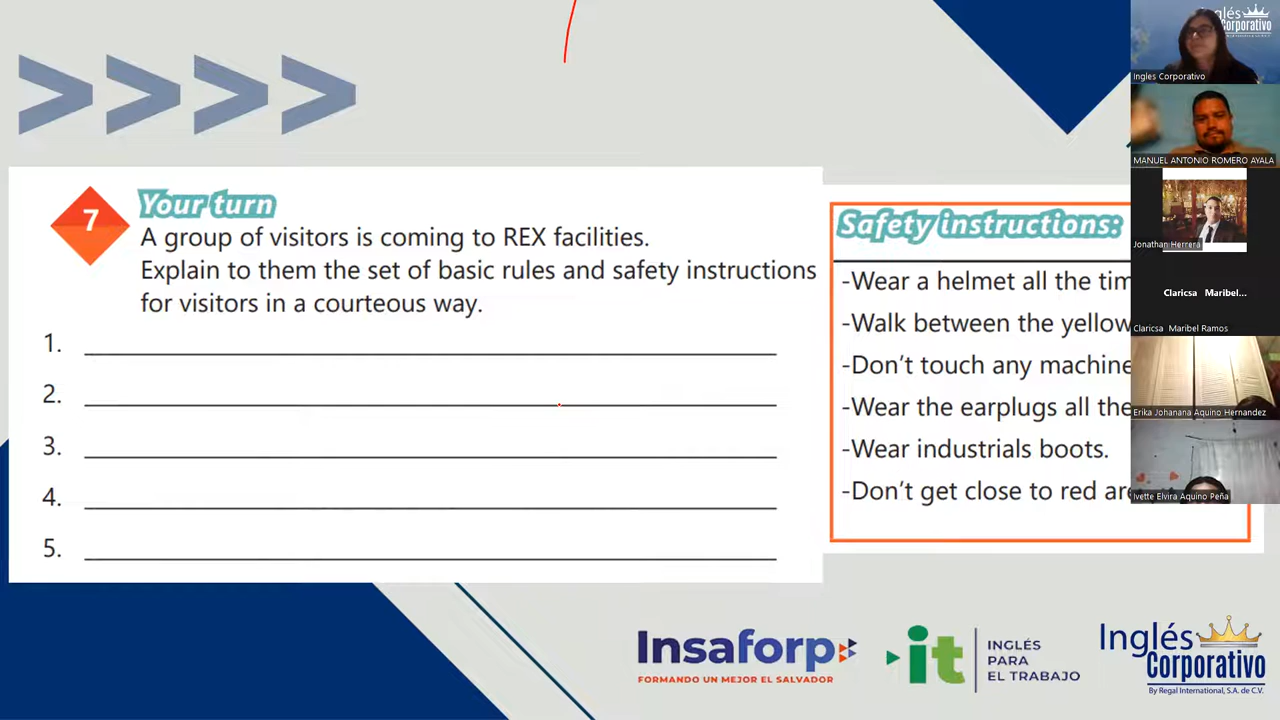 7
Your turn
A group of visitors is coming to REX facilities.
Explain to them the set of basic rules and safety instructions
for visitors in a courteous way.
1.
2.
3.
4.
5.
Safety instructions:
-Wear a helmet all the tim
-Walk between the yellow
-Don't touch any machine
-Wear the earplugs all the
-Wear industrials boots.
-Don't get close to red are
Inglés Corporativo
Ingles Corporativo
MANUEL ANTONIO ROMERO AYALA
Jonathan Herrera
Claricsa Maribel...
Claricsa Maribel Ramos
Erika Johanana Aquino Hernandez
Ivette Elvira Aquino Peña
Insaforp
FORMANDO UN MEJOR EL SALVADOR
it
INGLÉS
PARA
EL TRABAJO
Inglés
Corporativo
By Regal International, S.A. de C.V.